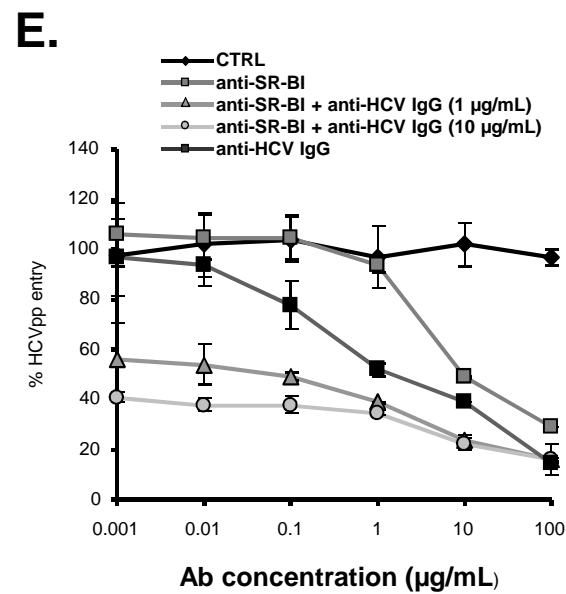 E.
CTRL
anti-SR-BI
anti-SR-BI + anti-HCV IgG (1 µg/mL)
anti-SR-BI + anti-HCV IgG (10 µg/mL)
anti-HCV IgG
140
120
100
80
60
40
20
0
% HCVpp entry
0.001 0.01 0.1 1 10 100
Ab concentration (µg/mL)